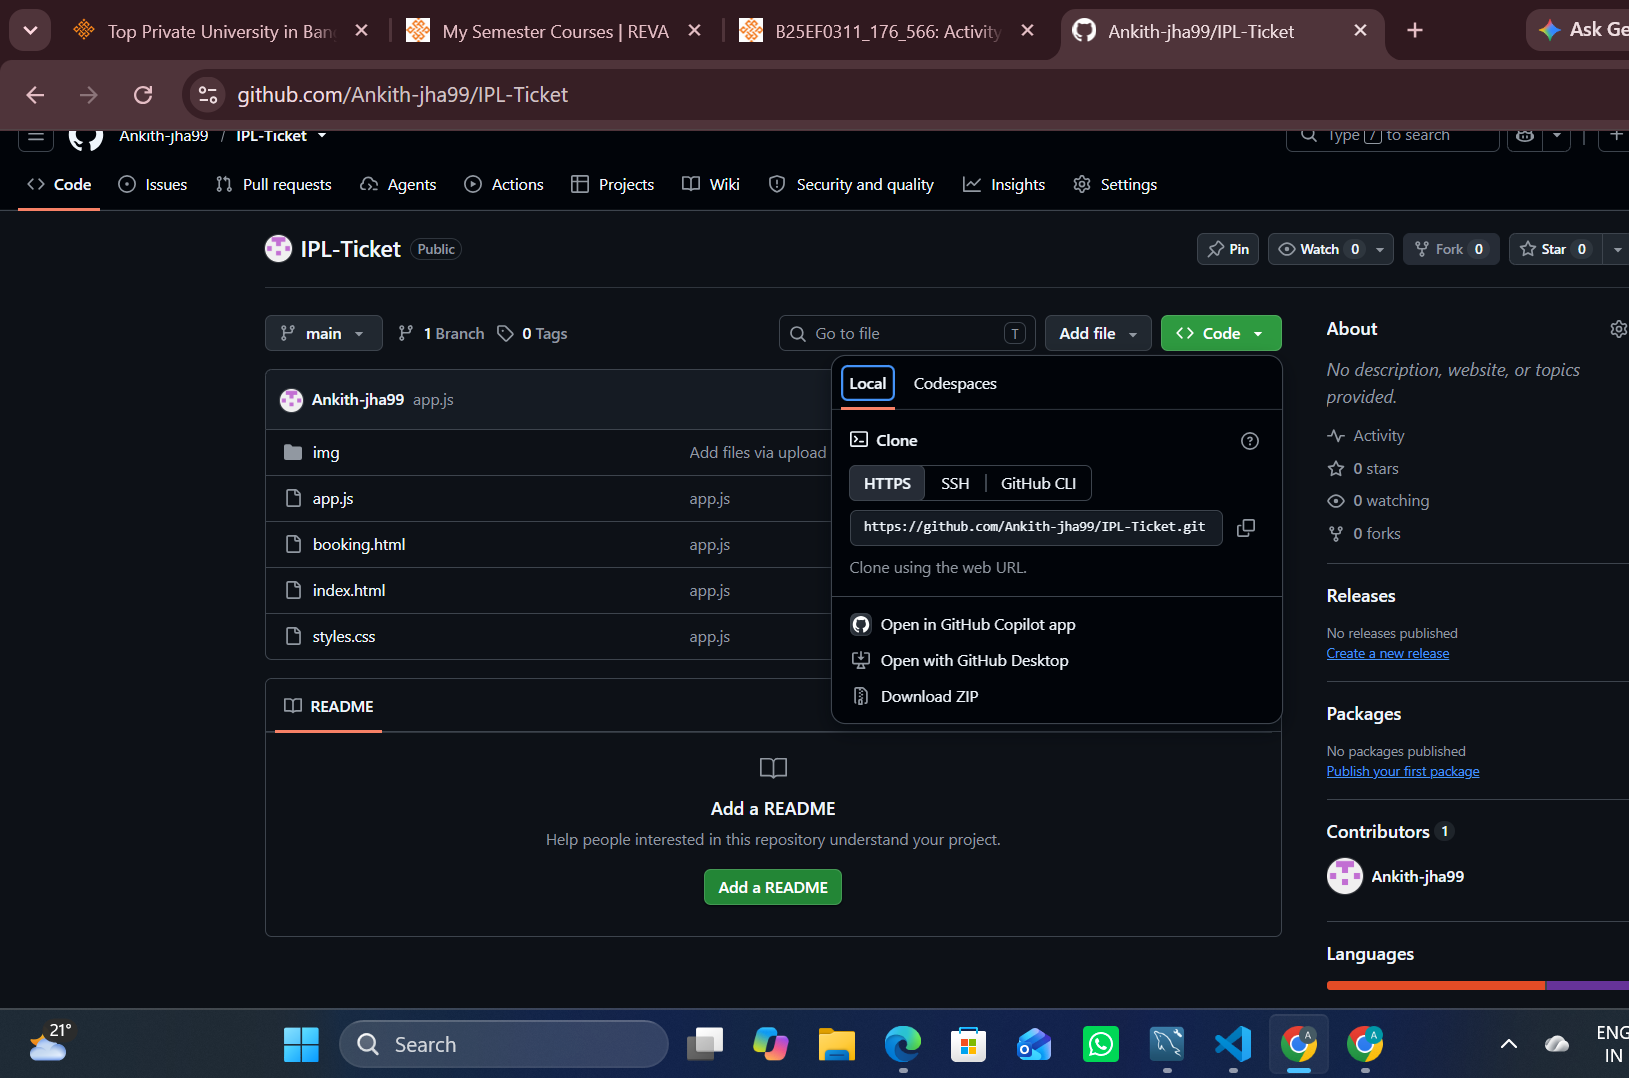 Top Private University in Ban
My Semester Courses | REVA
B25EF0311_176_566: Activity
Ankith-jha99/IPL-Ticket
Ask Ge
github.com/Ankith-jha99/IPL-Ticket
Ankith-jha99 / IPL-Ticket
Type / to search
Code
Issues
Pull requests
Agents
Actions
Projects
Wiki
Security and quality
Insights
Settings
IPL-Ticket Public
Pin
Watch 0
Fork 0
Star 0
main
1 Branch
0 Tags
Go to file T
Add file
Code
Ankith-jha99 app.js
img Add files via upload
app.js app.js
booking.html app.js
index.html app.js
styles.css app.js
Local Codespaces
Clone
HTTPS SSH GitHub CLI
https://github.com/Ankith-jha99/IPL-Ticket.git
Clone using the web URL.
Open in GitHub Copilot app
Open with GitHub Desktop
Download ZIP
README
Add a README
Help people interested in this repository understand your project.
Add a README
About
No description, website, or topics
provided.
Activity
0 stars
0 watching
0 forks
Releases
No releases published
Create a new release
Packages
No packages published
Publish your first package
Contributors 1
Ankith-jha99
Languages
21°
Search
ENG
IN